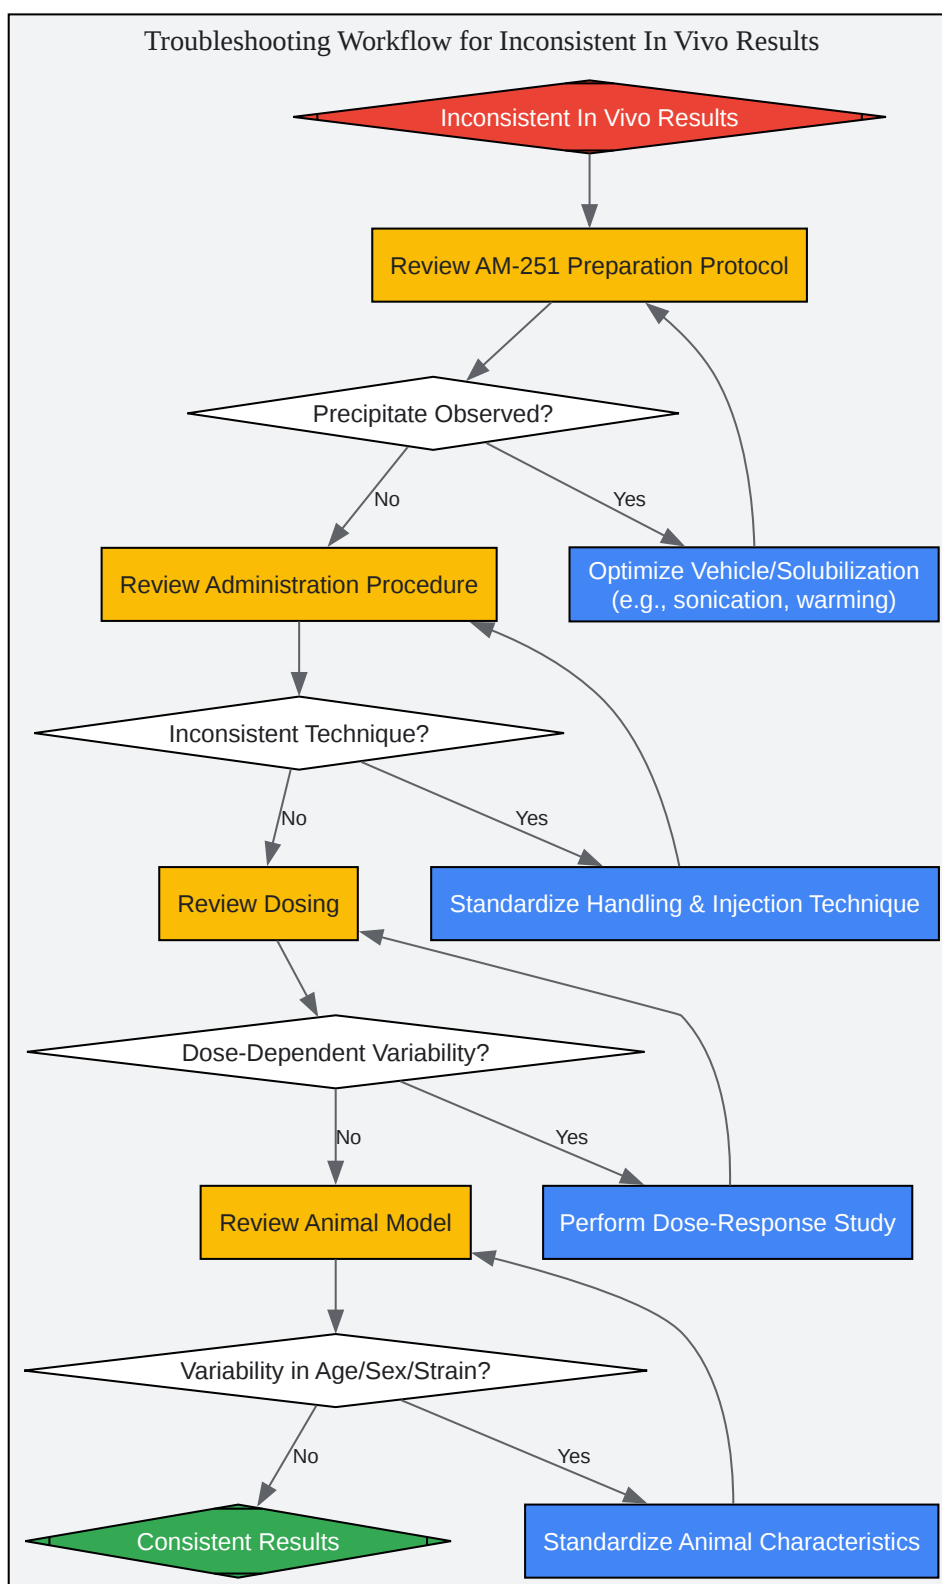 Troubleshooting Workflow for Inconsistent In Vivo Results
Inconsistent In Vivo Results
Review AM-251 Preparation Protocol
Precipitate Observed?
No
Yes
Review Administration Procedure
Optimize Vehicle/Solubilization
(e.g., sonication, warming)
Inconsistent Technique?
No
Yes
Review Dosing
Standardize Handling & Injection Technique
Dose-Dependent Variability?
No
Yes
Review Animal Model
Perform Dose-Response Study
Variability in Age/Sex/Strain?
No
Yes
Consistent Results
Standardize Animal Characteristics